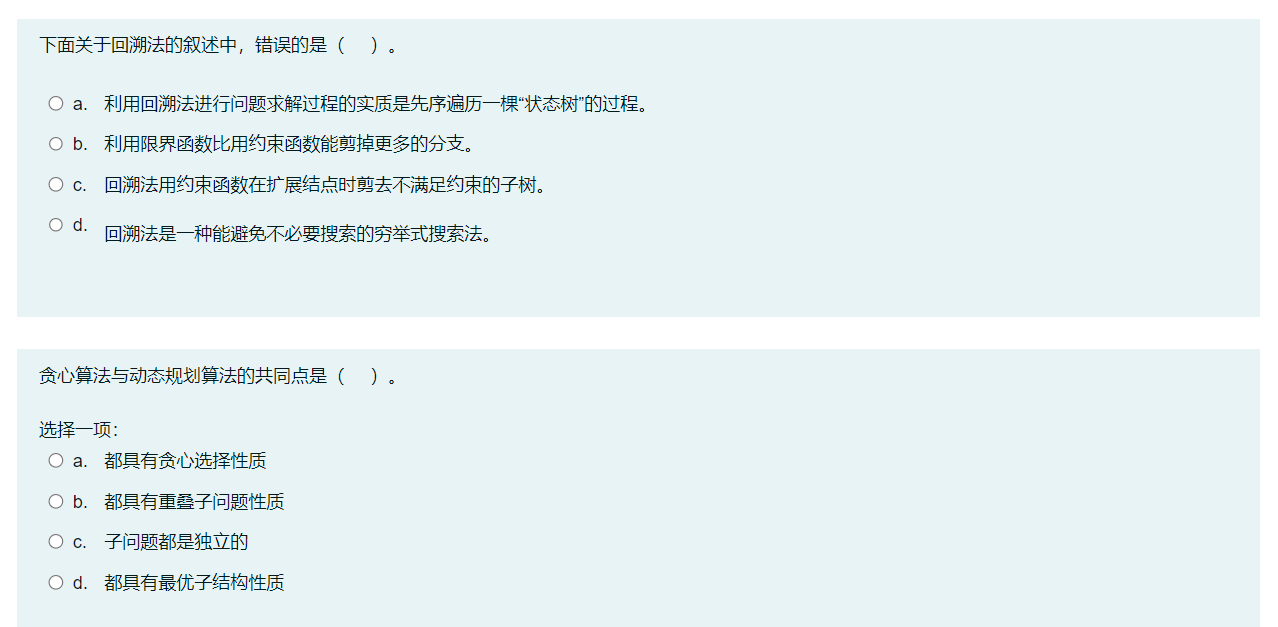 下面关于回溯法的叙述中，错误的是（ ）。
a. 利用回溯法进行问题求解过程的实质是先序遍历一棵“状态树”的过程。
b. 利用限界函数比用约束函数能剪掉更多的分支。
c. 回溯法用约束函数在扩展结点时剪去不满足约束的子树。
d. 回溯法是一种能避免不必要搜索的穷举式搜索法。
贪心算法与动态规划算法的共同点是（ ）。
选择一项：
a. 都具有贪心选择性质
b. 都具有重叠子问题性质
c. 子问题都是独立的
d. 都具有最优子结构性质